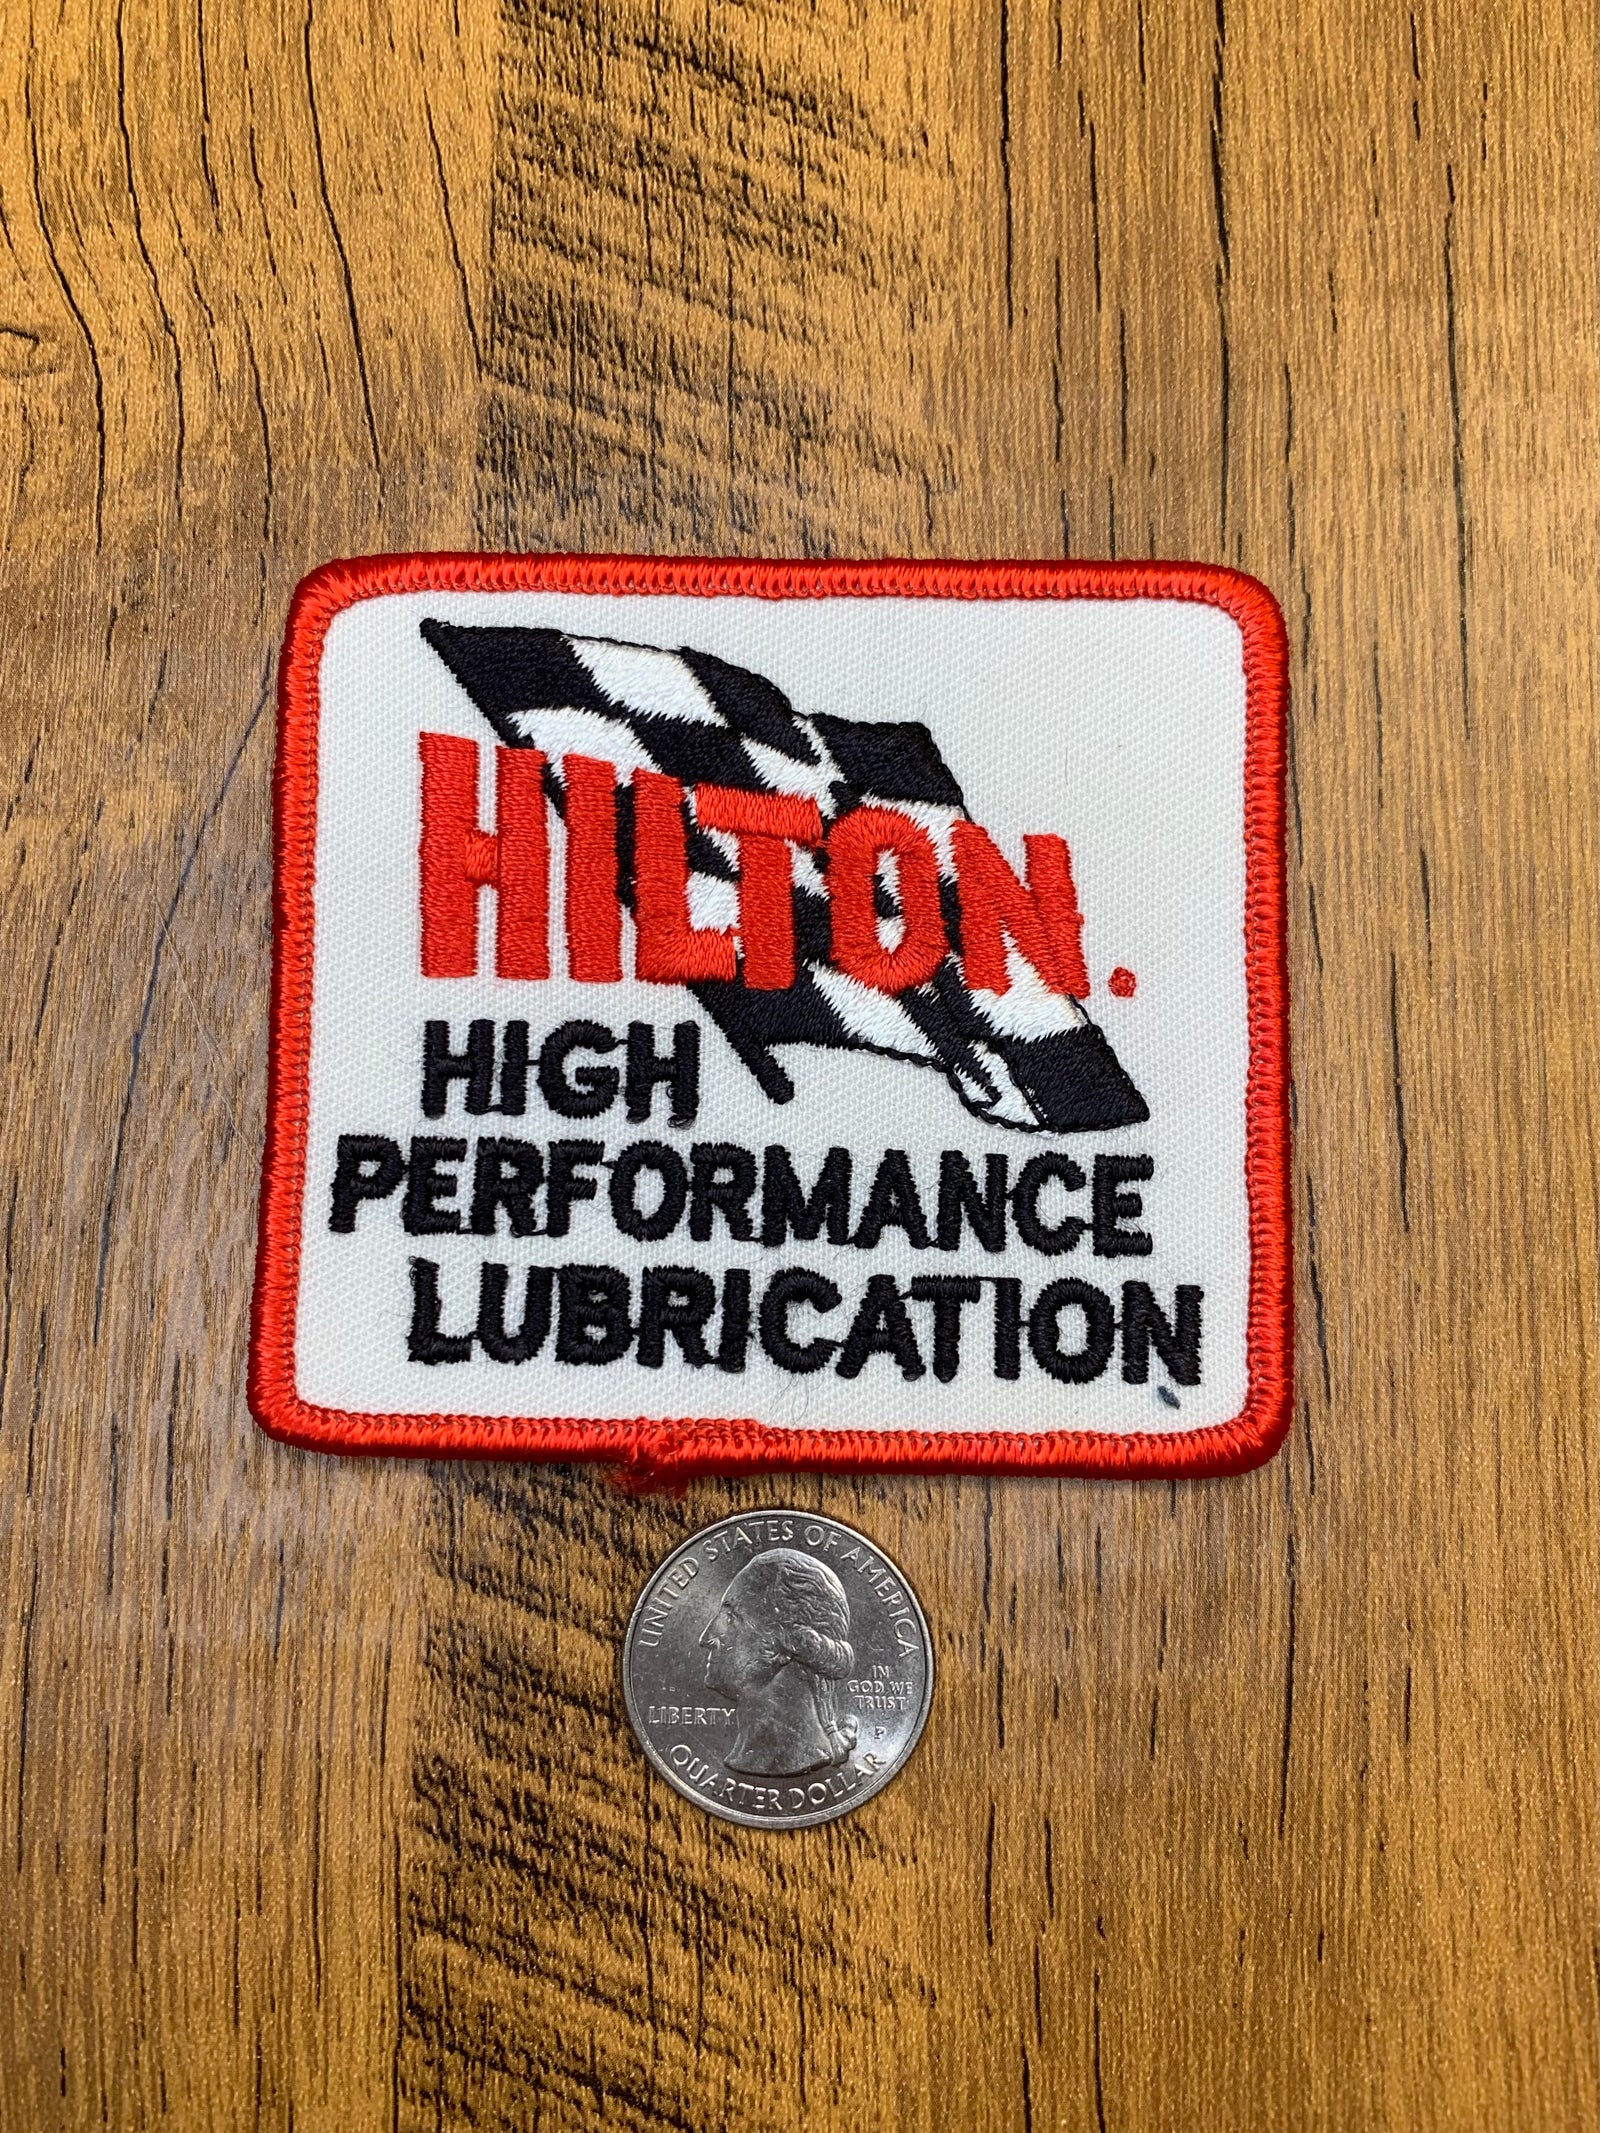 HILTON.
HIGH
PERFORMANCE
LUBRICATION
UNITED STATES OF AMERICA
IN
GOD WE
TRUST
LIBERTY
P
QUARTER DOLLAR